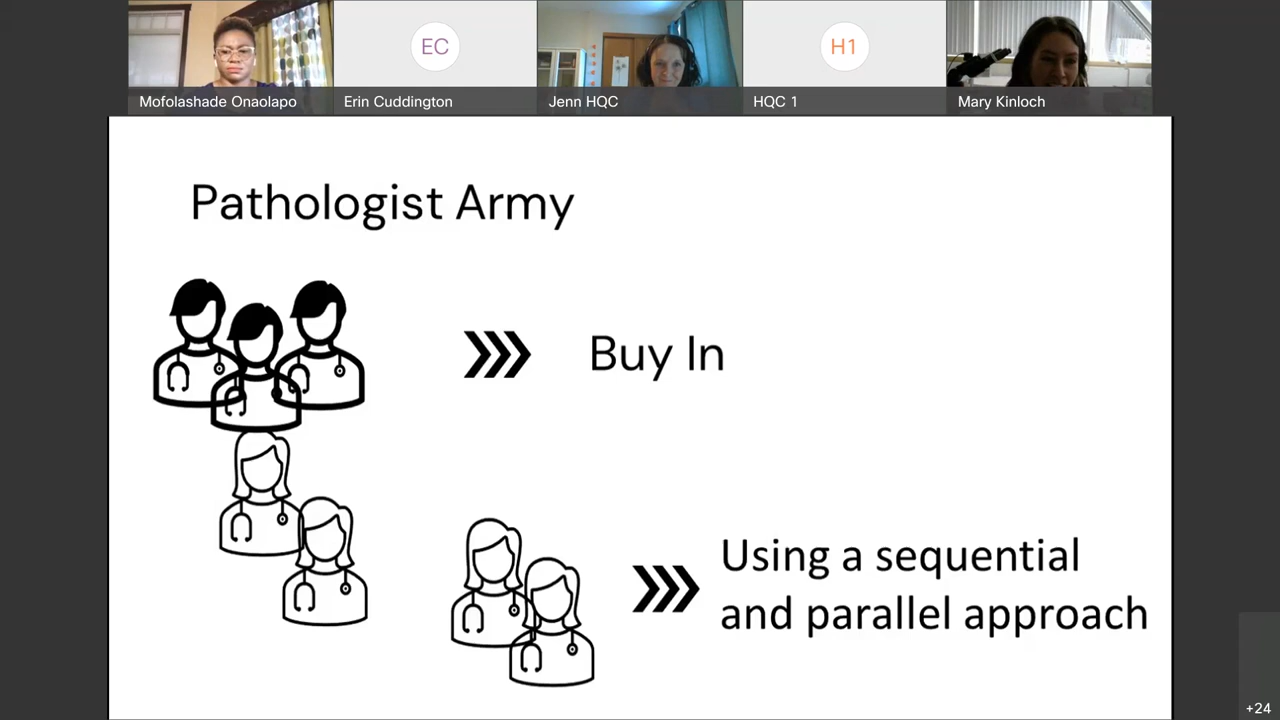 EC
H1
Mofolashade Onaolapo
Erin Cuddington
Jenn HQC
HQC 1
Mary Kinloch
Pathologist Army
Buy In
Using a sequential
and parallel approach
+24